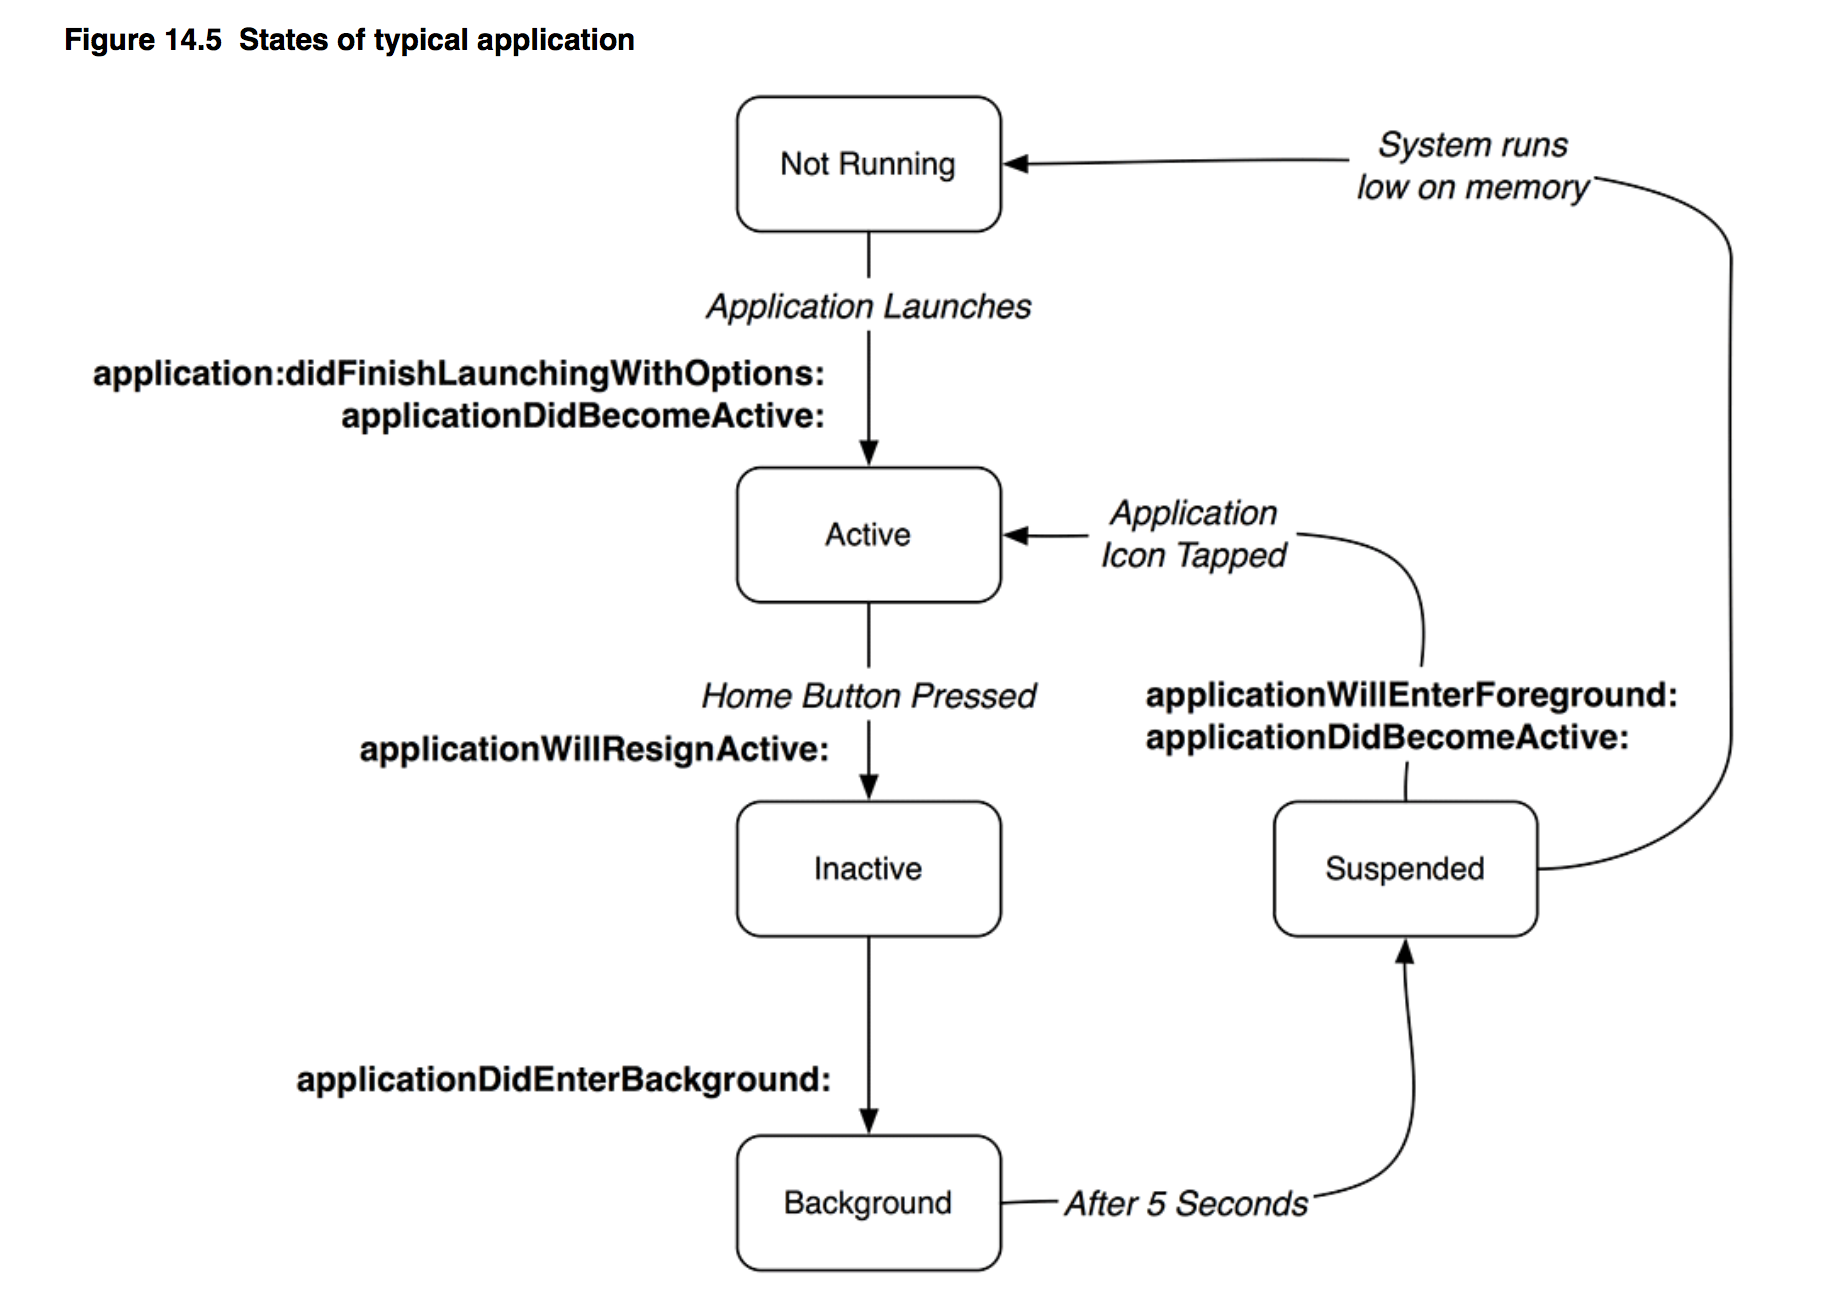 Figure 14.5  States of typical application
Not Running
System runs
low on memory
Application Launches
application:didFinishLaunchingWithOptions:
applicationDidBecomeActive:
Active
Application
Icon Tapped
Home Button Pressed
applicationWillResignActive:
applicationWillEnterForeground:
applicationDidBecomeActive:
Inactive
Suspended
applicationDidEnterBackground:
Background
After 5 Seconds